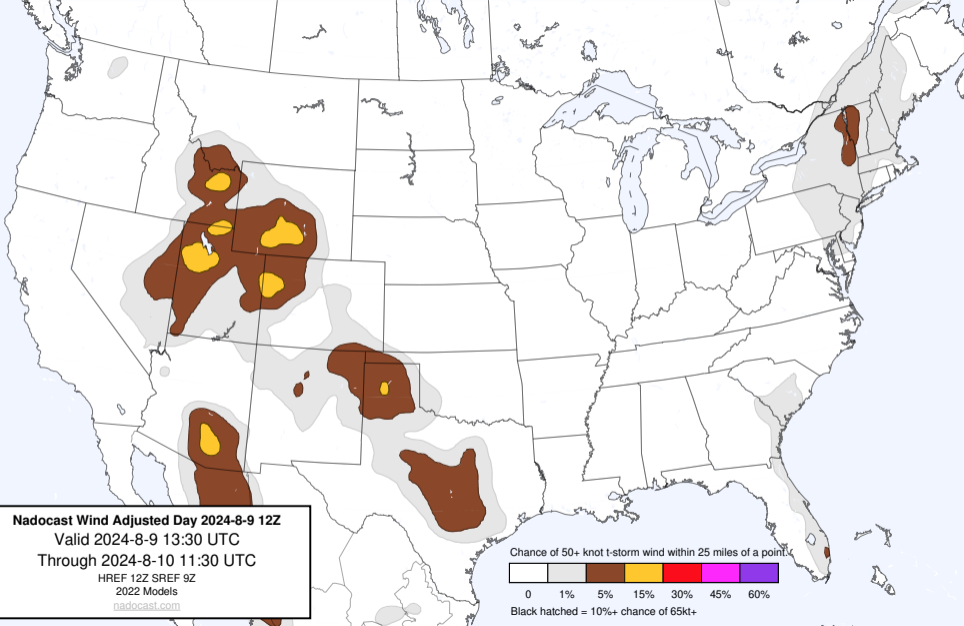 Nadocast Wind Adjusted Day 2024-8-9 12Z
Valid 2024-8-9 13:30 UTC
Through 2024-8-10 11:30 UTC
HREF 12Z SREF 9Z
2022 Models
nadocast.com
Chance of 50+ knot t-storm wind within 25 miles of a point.
0 1% 5% 15% 30% 45% 60%
Black hatched = 10%+ chance of 65kt+